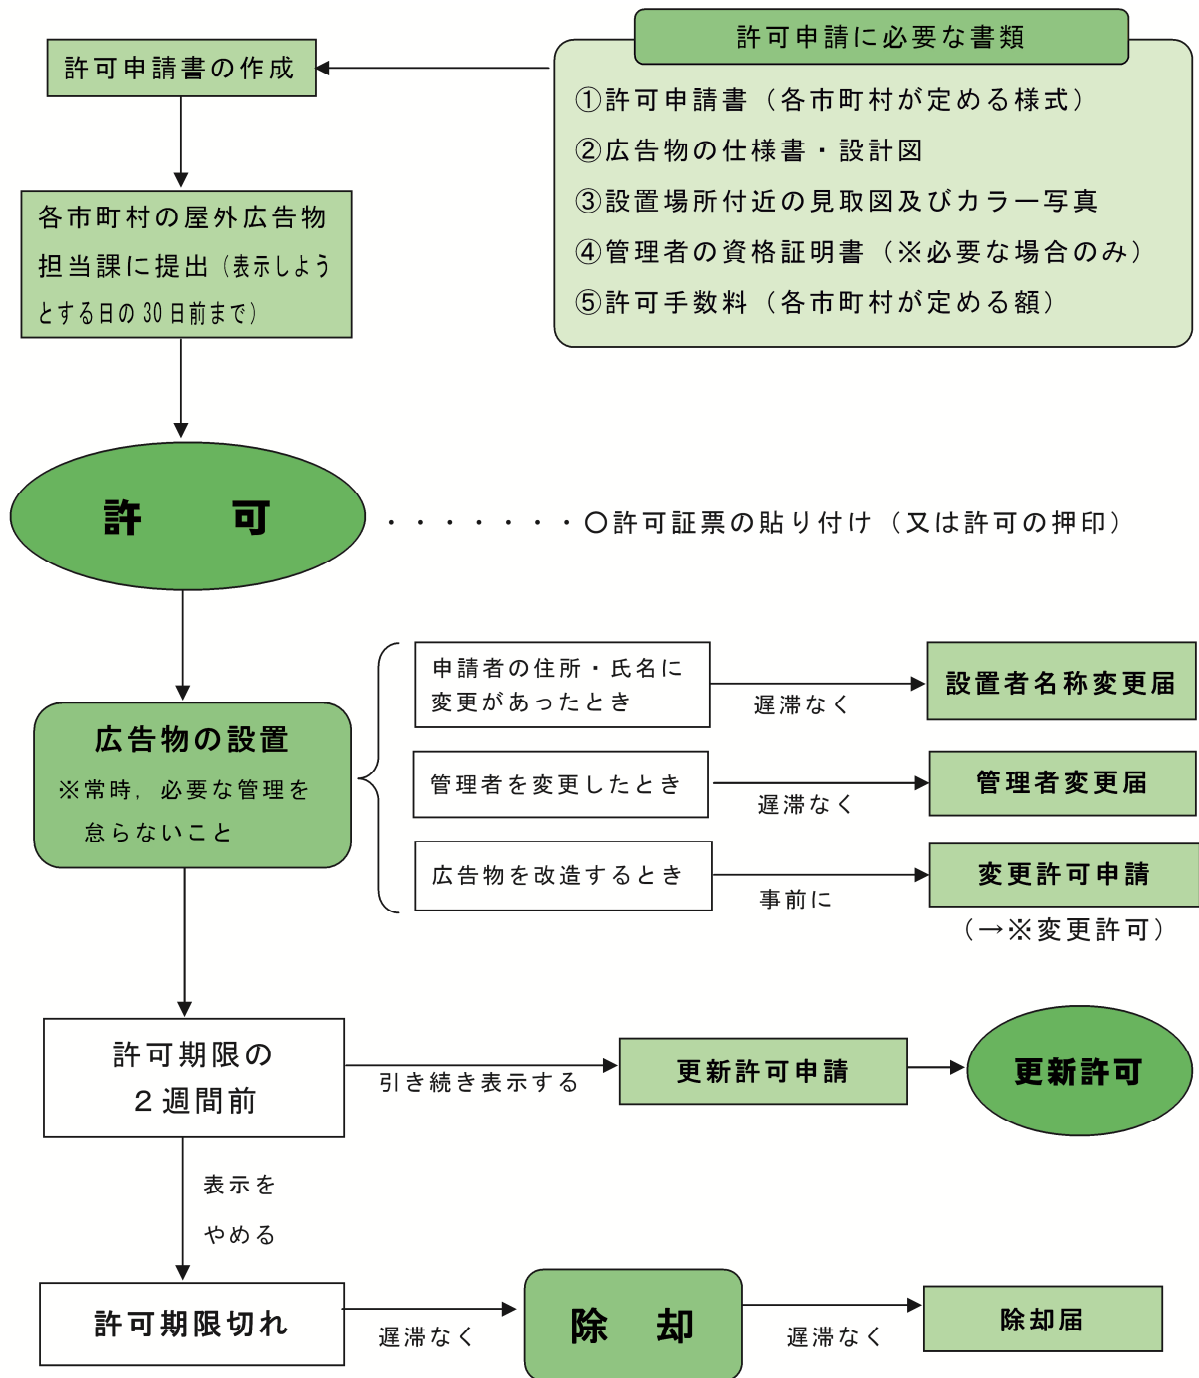 許可申請に必要な書類
許可申請書の作成
①許可申請書（各市町村が定める様式）
②広告物の仕様書・設計図
③設置場所付近の見取図及びカラー写真
④管理者の資格証明書（※必要な場合のみ）
⑤許可手数料（各市町村が定める額）
各市町村の屋外広告物
担当課に提出（表示しよう
とする日の30日前まで）
許　可
・・・・・・・〇許可証票の貼り付け（又は許可の押印）
広告物の設置
※常時，必要な管理を
怠らないこと
申請者の住所・氏名に
変更があったとき
遅滞なく
設置者名称変更届
管理者を変更したとき
遅滞なく
管理者変更届
広告物を改造するとき
事前に
変更許可申請
（→※変更許可）
許可期限の
２週間前
引き続き表示する
更新許可申請
更新許可
表示を
やめる
許可期限切れ
遅滞なく
除　却
遅滞なく
除却届